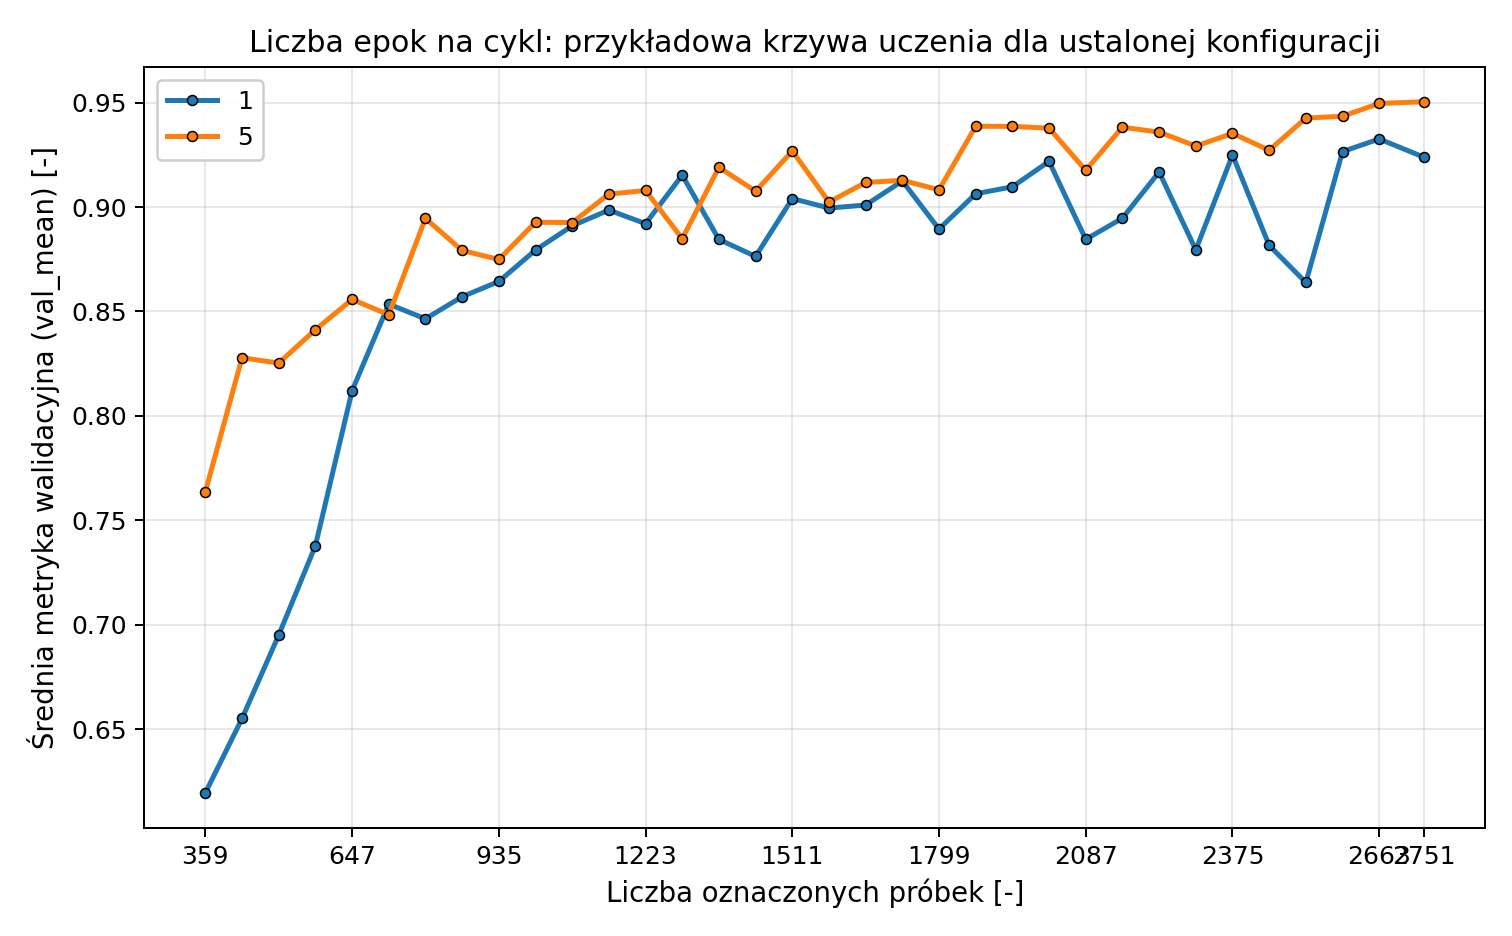 Liczba epok na cykl: przykładowa krzywa uczenia dla ustalonej konfiguracji
1
5
Średnia metryka walidacyjna (val_mean) [-]
0.95
0.90
0.85
0.80
0.75
0.70
0.65
359 647 935 1223 1511 1799 2087 2375 2663 2751
Liczba oznaczonych próbek [-]